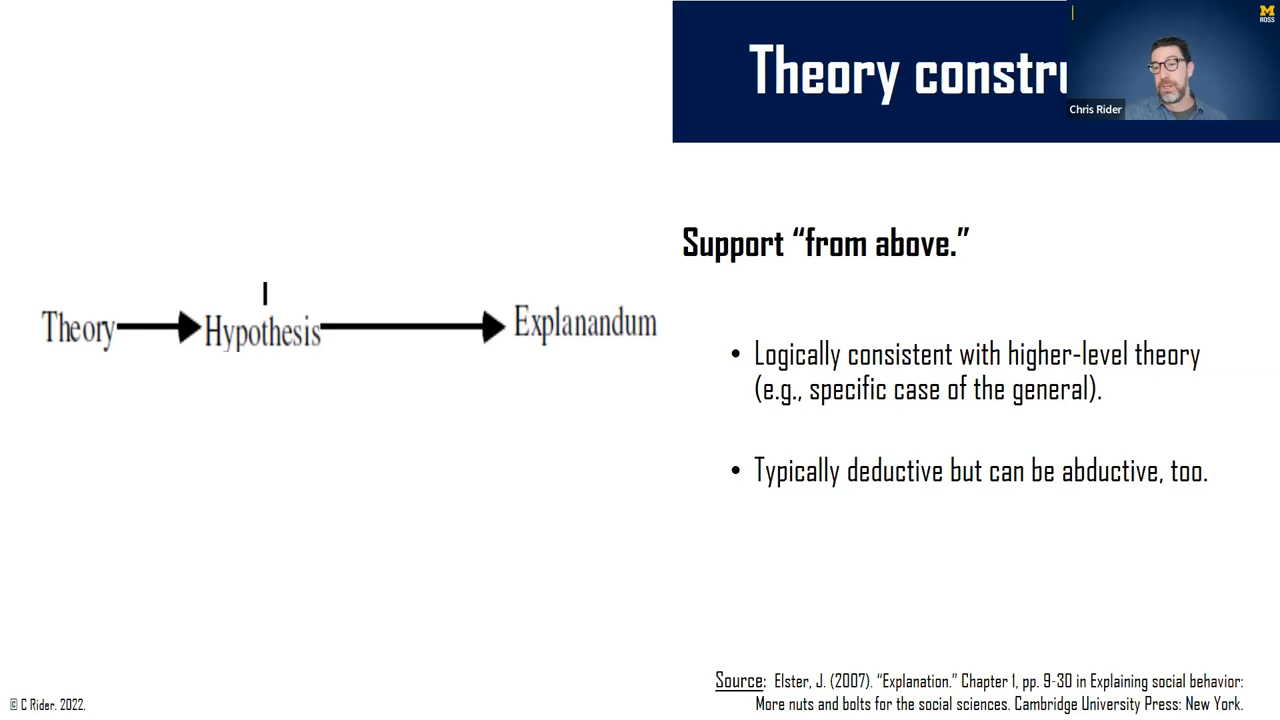 M
ROSS
Theory constru
Chris Rider
Support “from above.”
Theory
Hypothesis
Explanandum
• Logically consistent with higher-level theory
(e.g., specific case of the general).
• Typically deductive but can be abductive, too.
Source: Elster, J. (2007). “Explanation.” Chapter 1, pp. 9-30 in Explaining social behavior:
More nuts and bolts for the social sciences. Cambridge University Press: New York.
© C Rider. 2022.